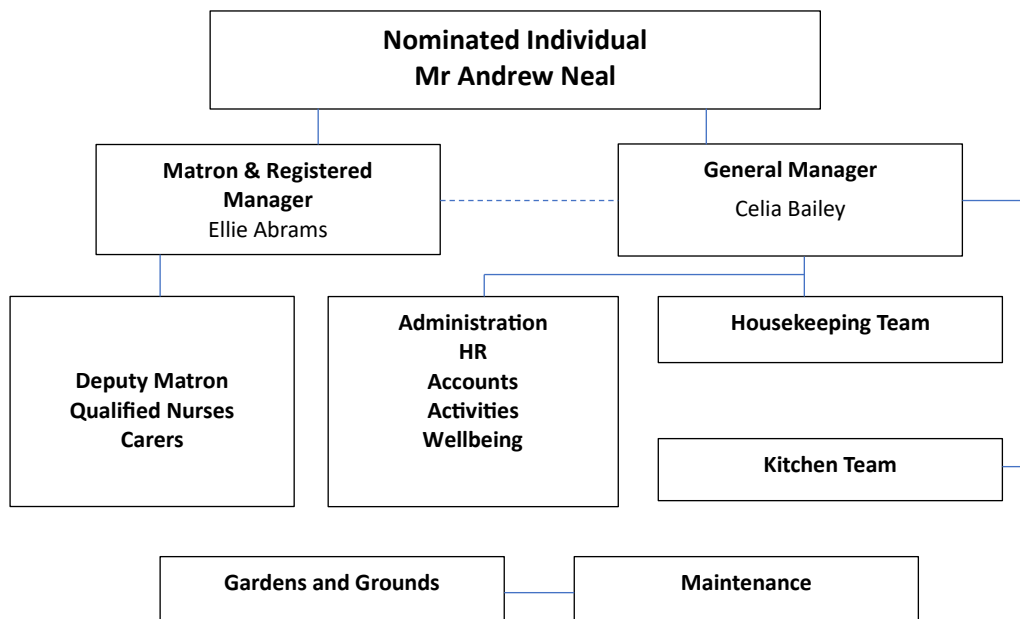 Nominated Individual
Mr Andrew Neal
Matron & Registered
Manager
Ellie Abrams
General Manager
Celia Bailey
Deputy Matron
Qualified Nurses
Carers
Administration
HR
Accounts
Activities
Wellbeing
Housekeeping Team
Kitchen Team
Gardens and Grounds
Maintenance